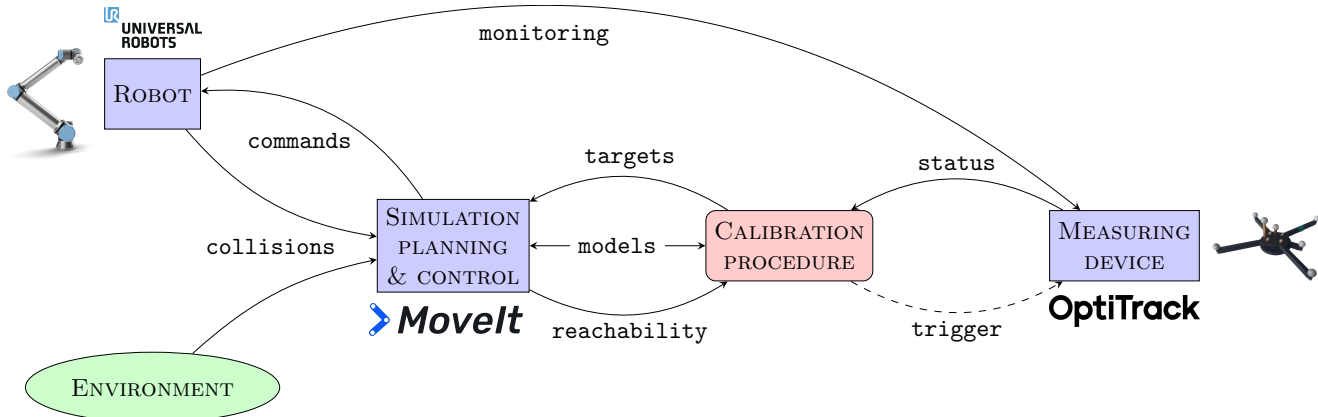 UR
UNIVERSAL
ROBOTS
monitoring
ROBOT
commands
targets
status
SIMULATION
PLANNING
& CONTROL
models
CALIBRATION
PROCEDURE
MEASURING
DEVICE
collisions
MoveIt
reachability
OptiTrack
trigger
ENVIRONMENT